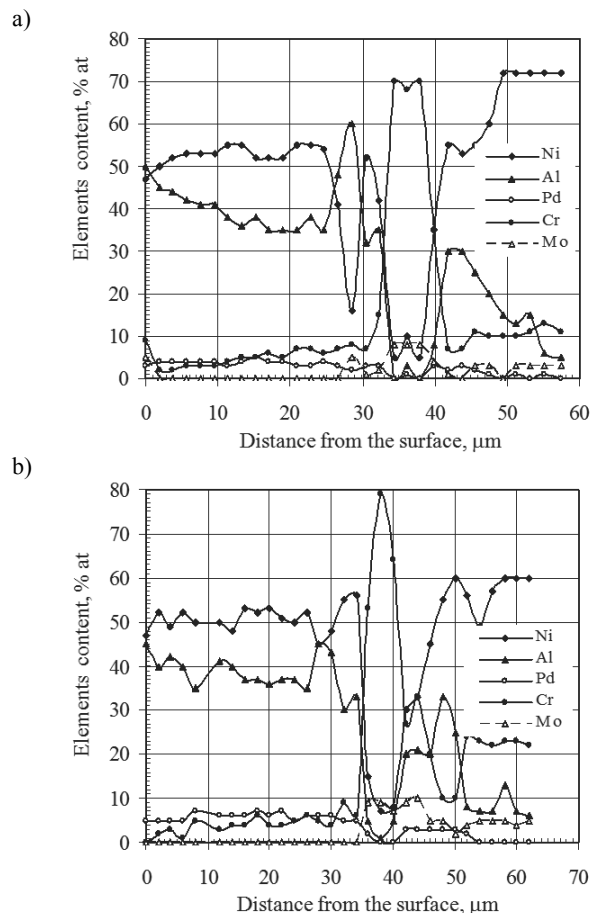 a)
80
70
60
50
40
30
20
10
0
Elements content, % at
Ni
Al
Pd
Cr
Mo
0 10 20 30 40 50 60
Distance from the surface, μm
b)
80
70
60
50
40
30
20
10
0
Elements content, % at
Ni
Al
Pd
Cr
Mo
0 10 20 30 40 50 60 70
Distance from the surface, μm